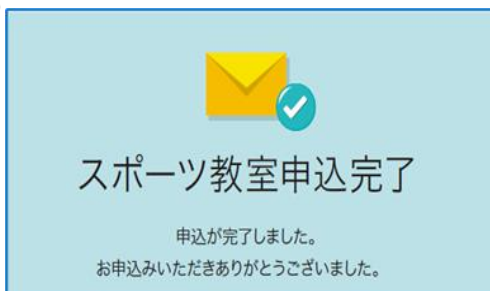 スポーツ教室申込完了
申込が完了しました。
お申込みいただきありがとうございました。